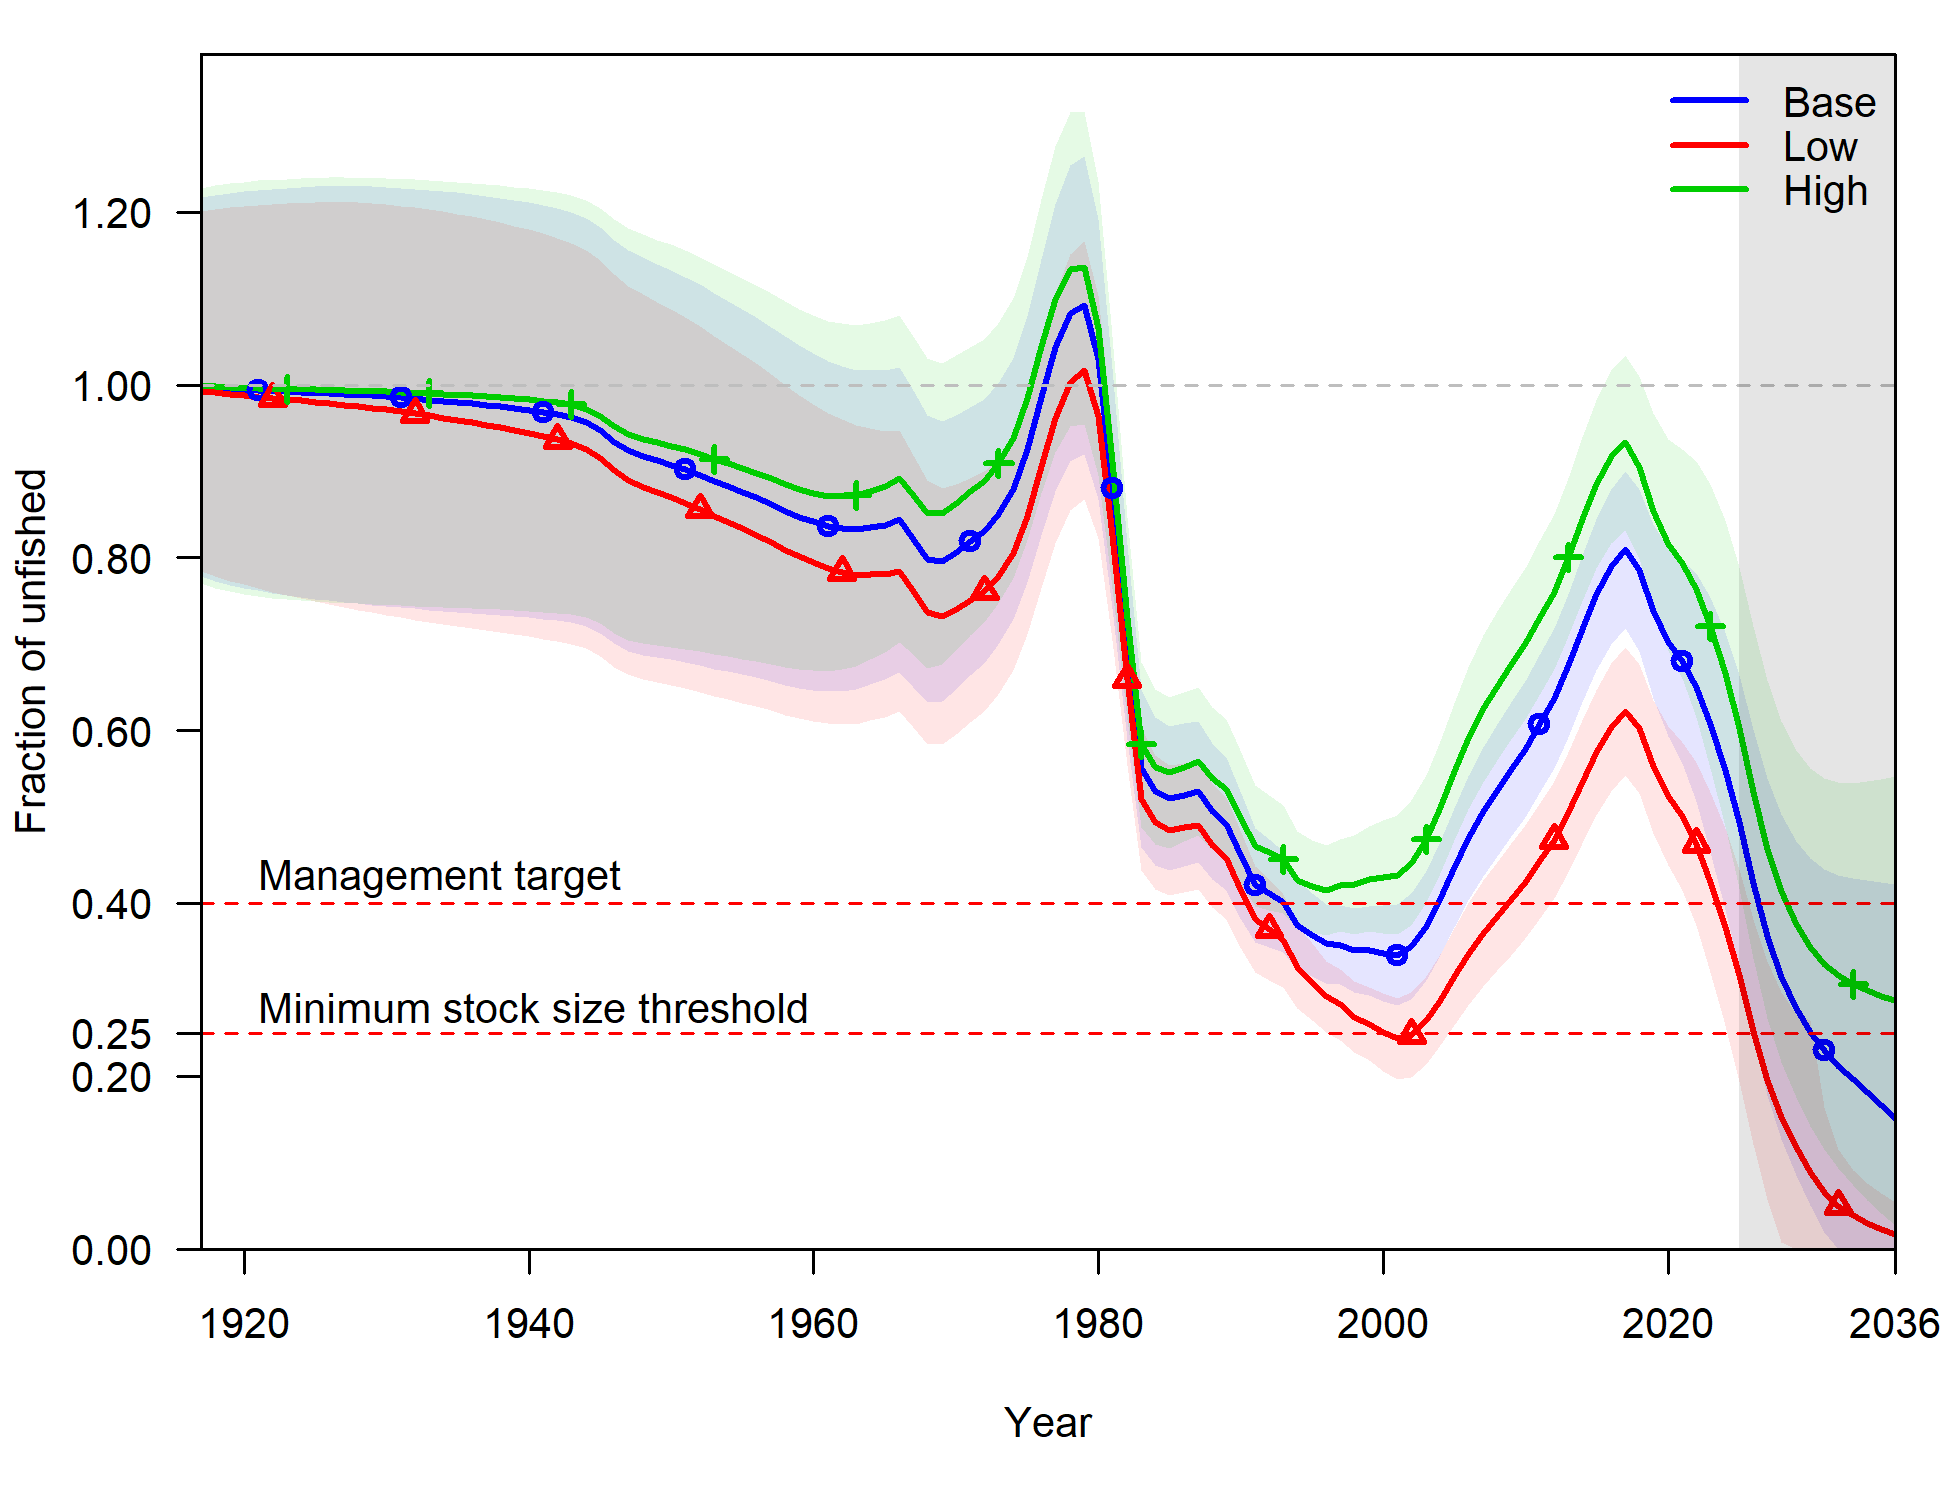 Base
Low
High
1.20
1.00
0.80
0.60
0.40
0.25
0.20
0.00
Fraction of unfished
Management target
Minimum stock size threshold
1920 1940 1960 1980 2000 2020 2036
Year